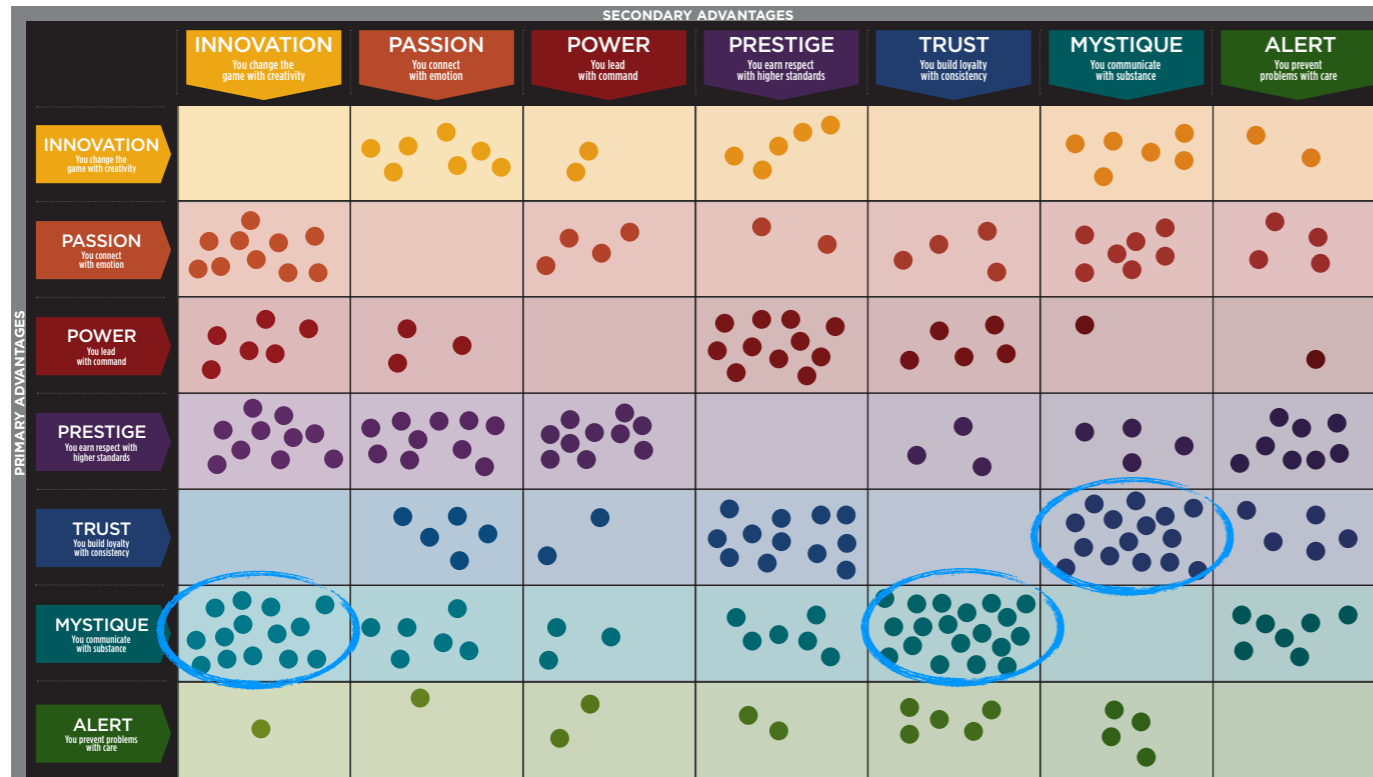 SECONDARY ADVANTAGES
INNOVATION
You change the
game with creativity
PASSION
You connect
with emotion
POWER
You lead
with command
PRESTIGE
You earn respect
with higher standards
TRUST
You build loyalty
with consistency
MYSTIQUE
You communicate
with substance
ALERT
You prevent
problems with care
PRIMARY ADVANTAGES
INNOVATION
You change the
game with creativity
PASSION
You connect
with emotion
POWER
You lead
with command
PRESTIGE
You earn respect with
higher standards
TRUST
You build loyalty
with consistency
MYSTIQUE
You communicate
with substance
ALERT
You prevent problems
with care